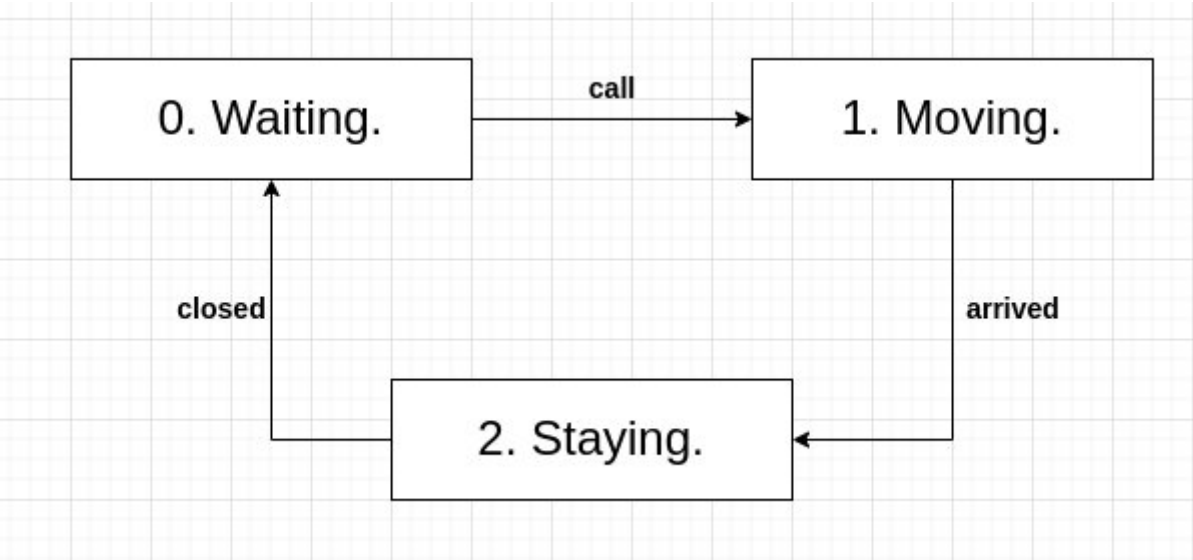 call
0. Waiting.
1. Moving.
closed
arrived
2. Staying.